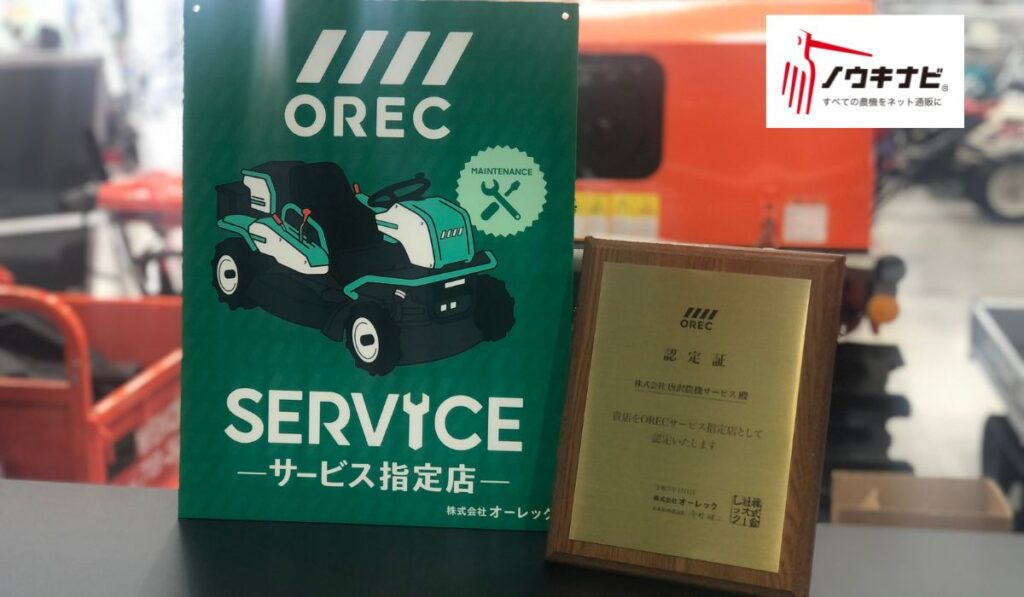 OREC
MAINTENANCE
SERVICE
サービス指定店
株式会社 オーレック
ノウキナビ®
すべての農機をネット通販に
OREC
認定証
株式会社 唐沢農機サービス 殿
貴店をORECサービス指定店として
認定いたします
株式会社 オーレック